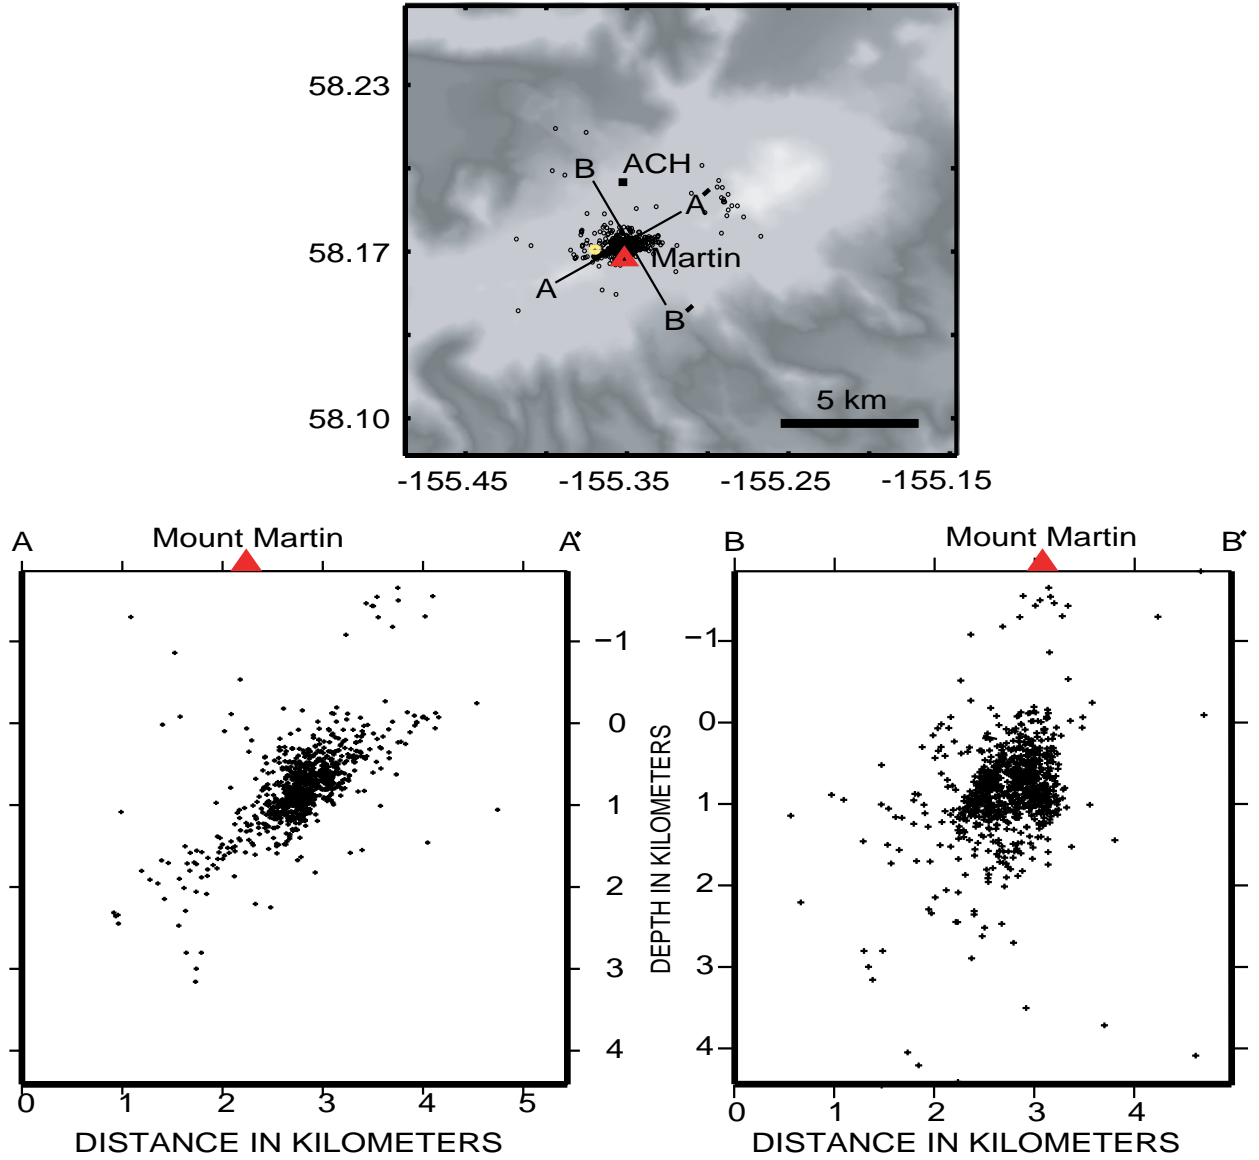 58.23
58.17
58.10
B
ACH
A'
Martin
A
B'
5 km
-155.45 -155.35 -155.25 -155.15
A Mount Martin A'
−1
0
1
2
3
4
0 1 2 3 4 5
DISTANCE IN KILOMETERS
B Mount Martin B'
−1
0
1
2
3
4
DEPTH IN KILOMETERS
0 1 2 3 4
DISTANCE IN KILOMETERS